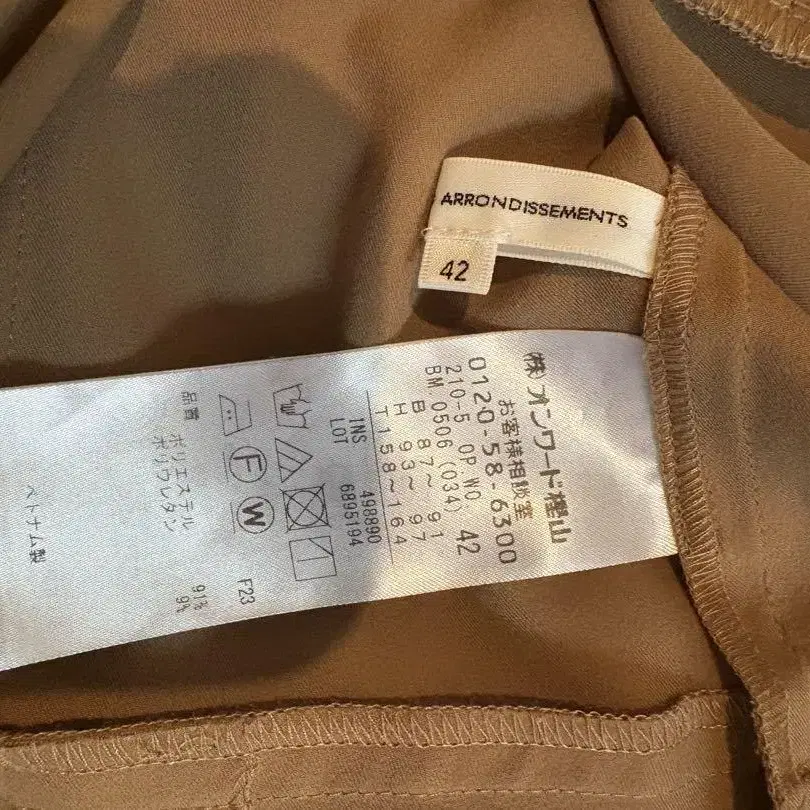 ARRONDISSEMENTS
42
(株)オンワード樫山
お客様相談室
0120-58-6300
210-5 OP WO 42
BM 0506 (034)
B 87~91
H 93~97
T158~164
INS 498890
LOT 6895194
F W
F23
品番
ポリエステル 91%
ポリウレタン 9%
ベトナム製